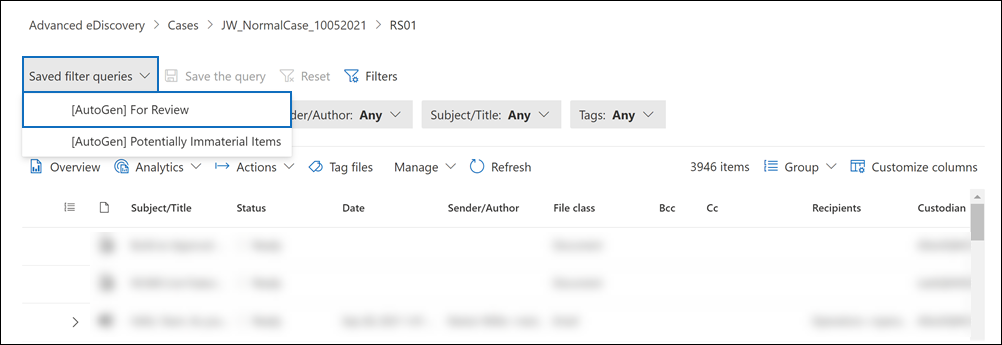 Advanced eDiscovery > Cases > JW_NormalCase_10052021 > RS01
Saved filter queries Save the query Reset Filters
[AutoGen] For Review
der/Author: Any Subject/Title: Any Tags: Any
[AutoGen] Potentially Immaterial Items
Overview Analytics Actions Tag files Manage Refresh 3946 items Group Customize columns
Subject/Title Status Date Sender/Author File class Bcc Cc Recipients Custodian